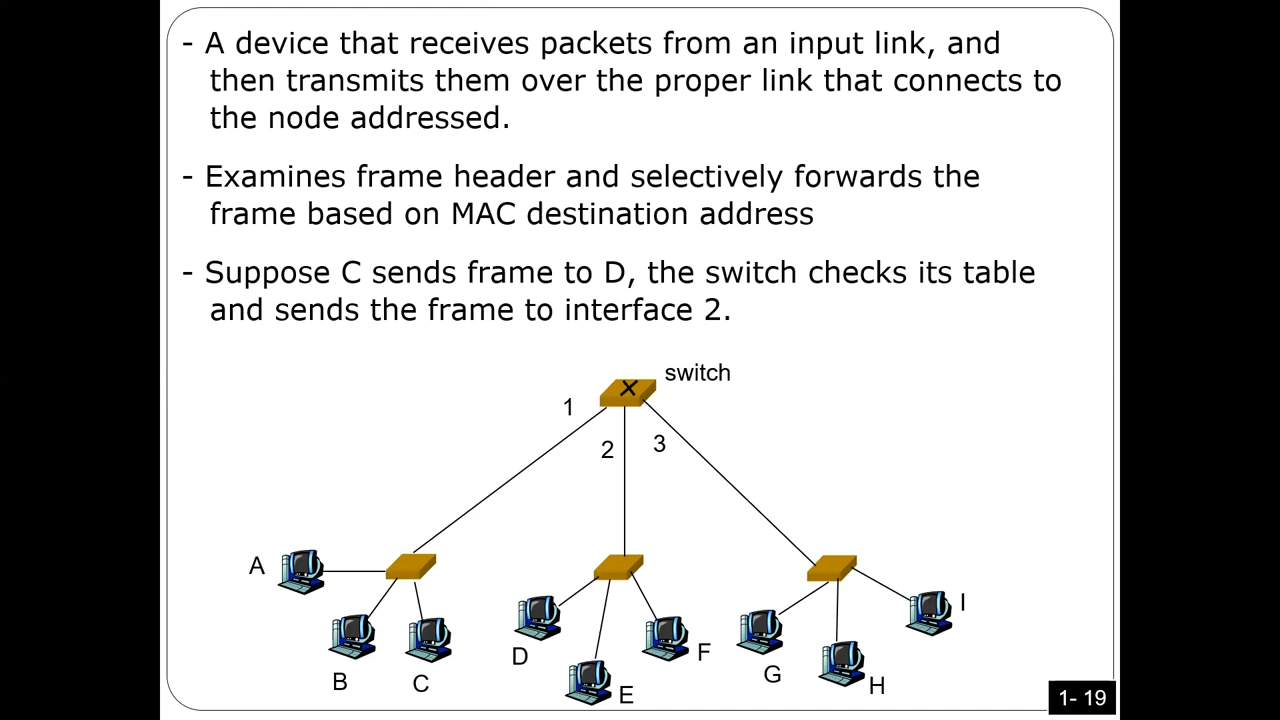 - A device that receives packets from an input link, and
then transmits them over the proper link that connects to
the node addressed.
- Examines frame header and selectively forwards the
frame based on MAC destination address
- Suppose C sends frame to D, the switch checks its table
and sends the frame to interface 2.
switch
1
2
3
A
I
D
F
B
C
E
G
H
1- 19